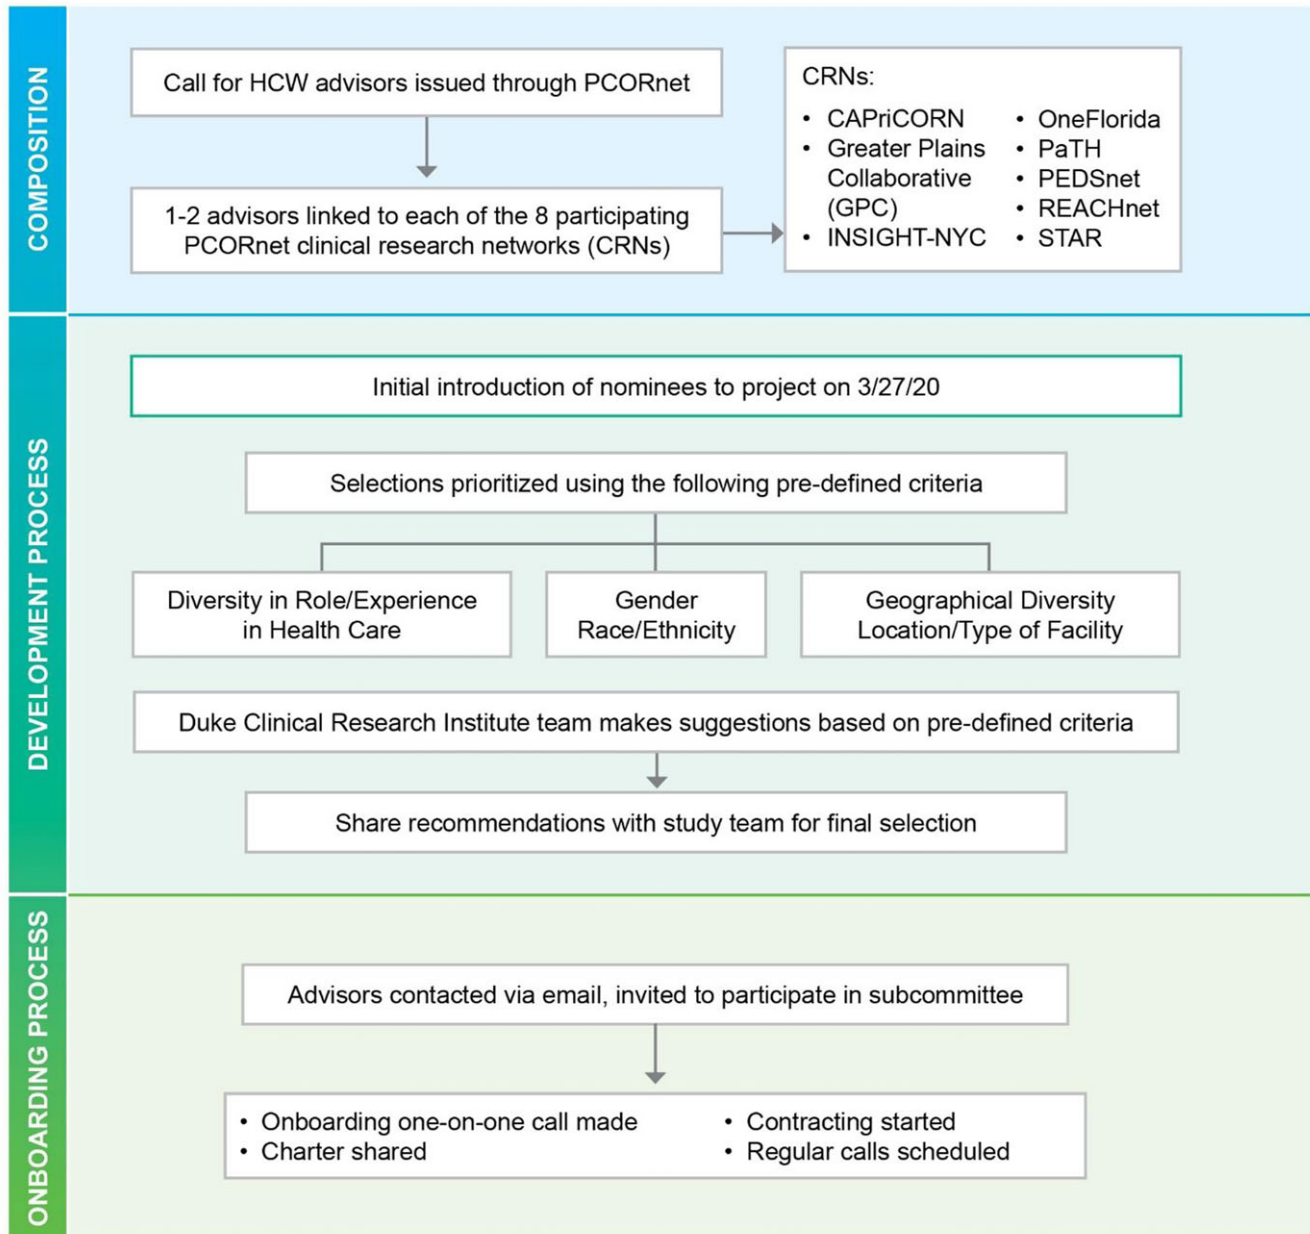 COMPOSITION
Call for HCW advisors issued through PCORnet
1-2 advisors linked to each of the 8 participating
PCORnet clinical research networks (CRNs)
CRNs:
• CAPriCORN
• Greater Plains
Collaborative
(GPC)
• INSIGHT-NYC
• OneFlorida
• PaTH
• PEDSnet
• REACHnet
• STAR
DEVELOPMENT PROCESS
Initial introduction of nominees to project on 3/27/20
Selections prioritized using the following pre-defined criteria
Diversity in Role/Experience
in Health Care
Gender
Race/Ethnicity
Geographical Diversity
Location/Type of Facility
Duke Clinical Research Institute team makes suggestions based on pre-defined criteria
Share recommendations with study team for final selection
ONBOARDING PROCESS
Advisors contacted via email, invited to participate in subcommittee
• Onboarding one-on-one call made
• Charter shared
• Contracting started
• Regular calls scheduled